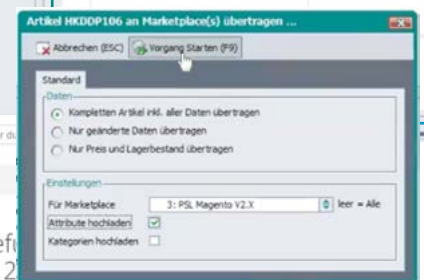 Artikel HKDDP106 an Marketplace(s) übertragen ...
Abbrechen (ESC) Vorgang Starten (F9)
Standard
Daten
Kompletten Artikel inkl. aller Daten übertragen
Nur geänderte Daten übertragen
Nur Preis und Lagerbestand übertragen
Einstellungen
Für Marketplace 3: PSL Magento V2.X leer = Alle
Attribute hochladen
Kategorien hochladen